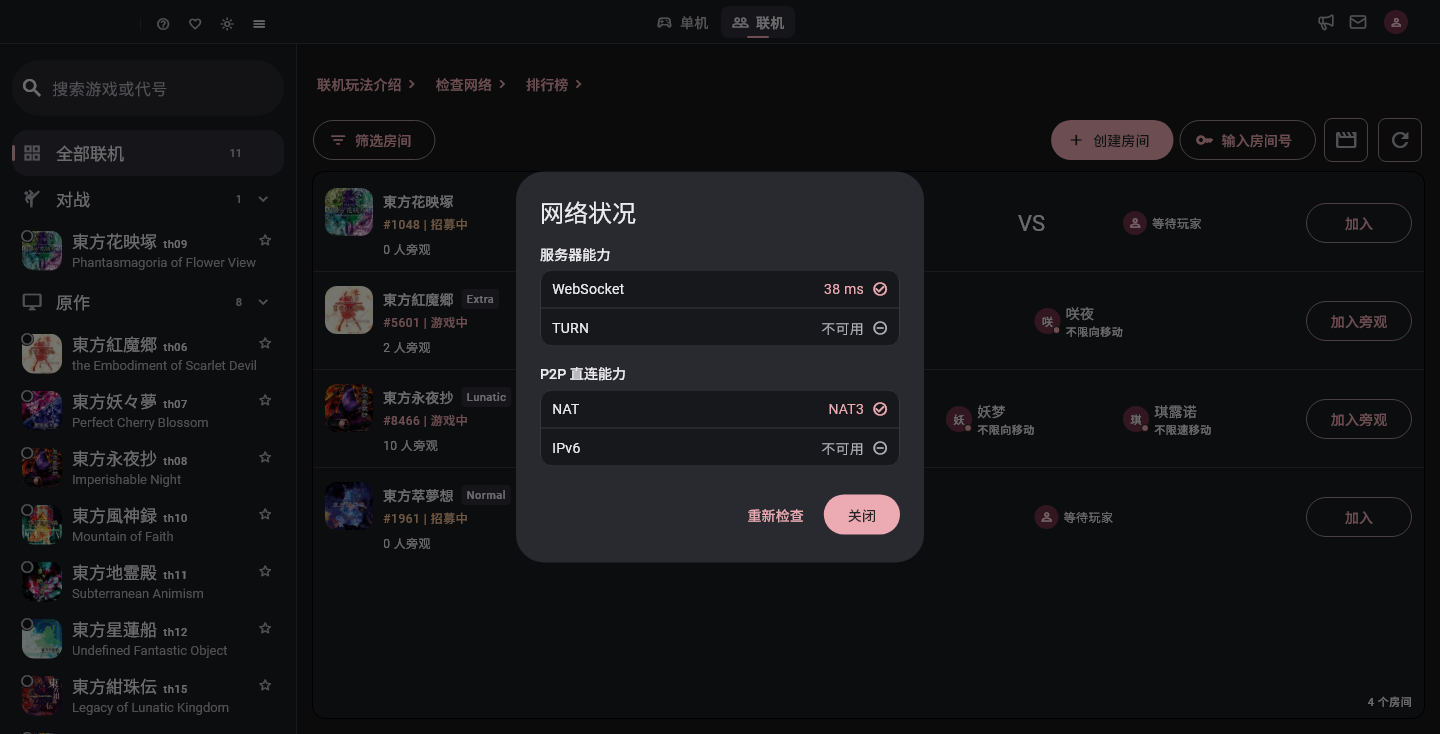 单机
联机
搜索游戏或代号
全部联机 11
对战 1
東方花映塚 th09
Phantasmagoria of Flower View
原作 8
東方紅魔郷 th06
the Embodiment of Scarlet Devil
東方妖々夢 th07
Perfect Cherry Blossom
東方永夜抄 th08
Imperishable Night
東方風神録 th10
Mountain of Faith
東方地霊殿 th11
Subterranean Animism
東方星蓮船 th12
Undefined Fantastic Object
東方紺珠伝 th15
Legacy of Lunatic Kingdom
联机玩法介绍
检查网络
排行榜
筛选房间
创建房间
输入房间号
東方花映塚
#1048 | 招募中
0 人旁观
VS
等待玩家
加入
東方紅魔郷 Extra
#5601 | 游戏中
2 人旁观
咲
咲夜
不限向移动
加入旁观
東方永夜抄 Lunatic
#8466 | 游戏中
10 人旁观
妖
妖梦
不限向移动
琪
琪露诺
不限速移动
加入旁观
東方萃夢想 Normal
#1961 | 招募中
0 人旁观
等待玩家
加入
4 个房间
网络状况
服务器能力
WebSocket 38 ms
TURN 不可用
P2P 直连能力
NAT NAT3
IPv6 不可用
重新检查
关闭